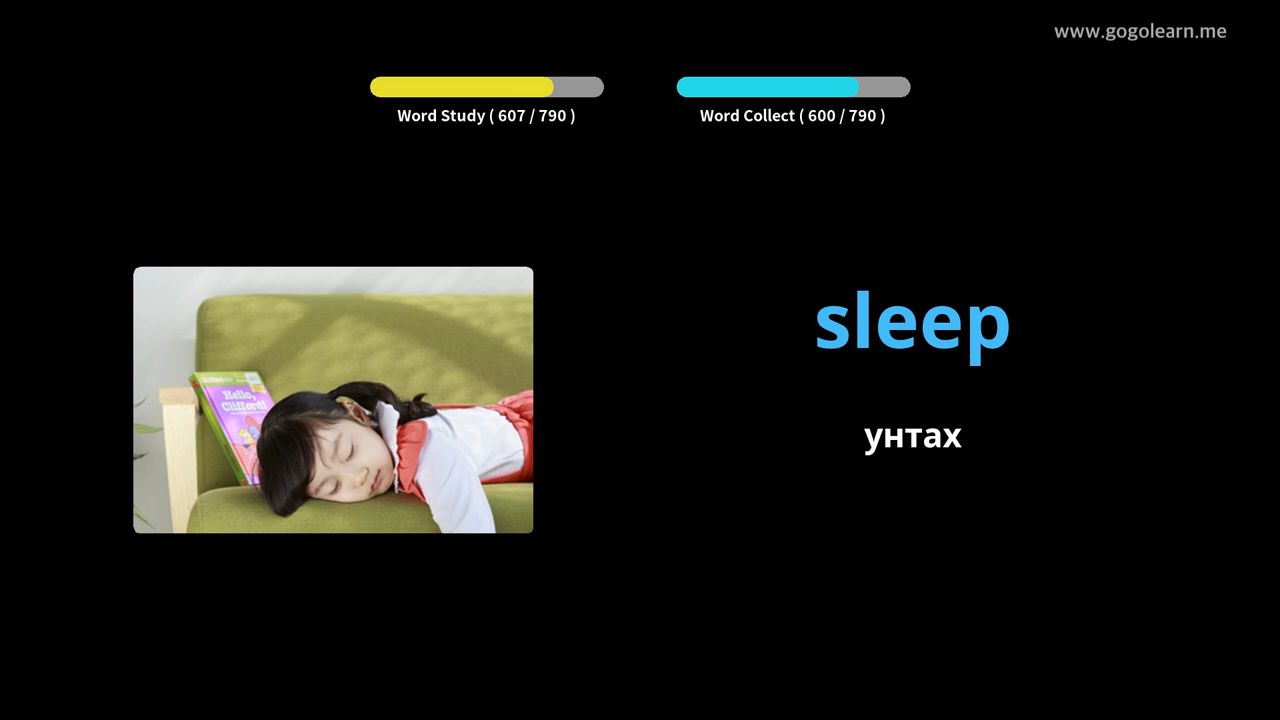 www.gogolearn.me
Word Study ( 607 / 790 )
Word Collect ( 600 / 790 )
sleep
унтах
Hello,
Clifford!